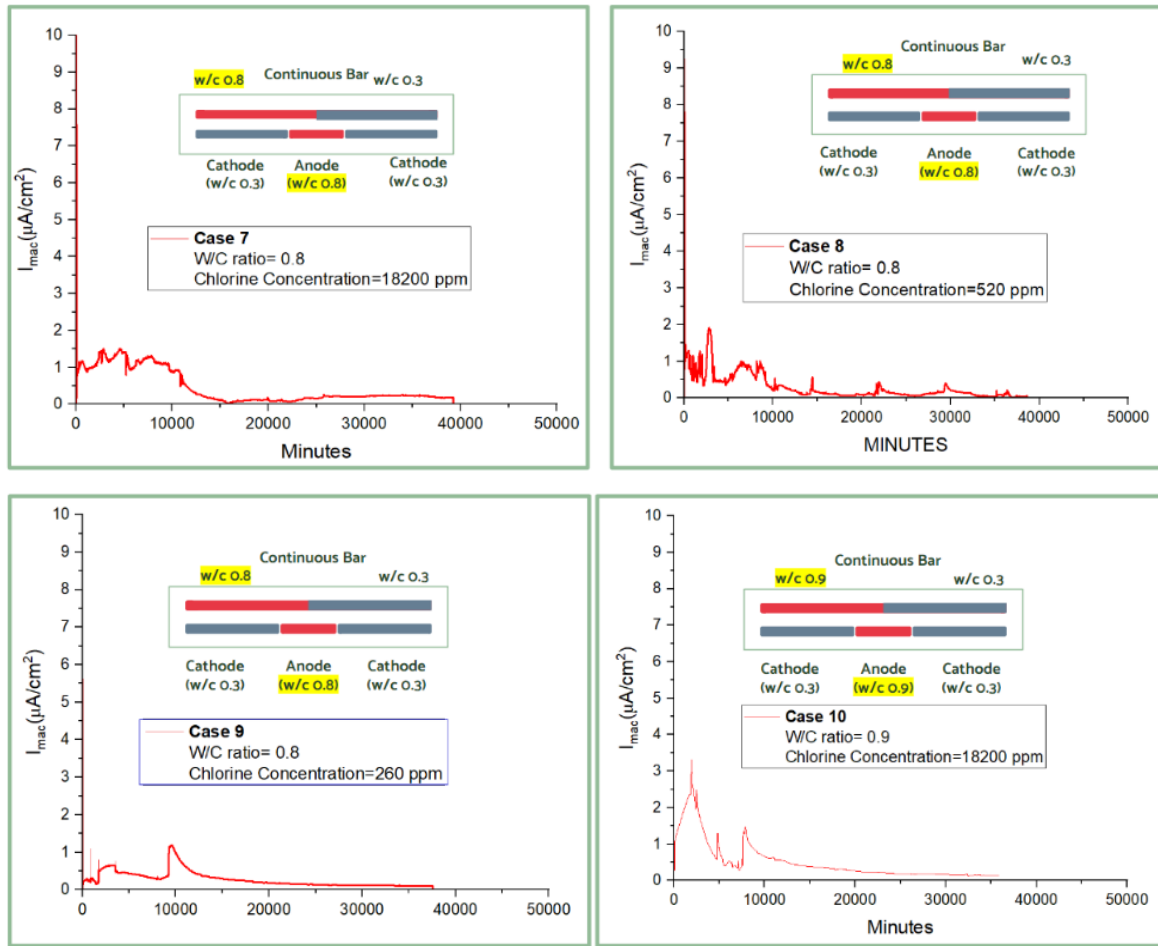 10
9
8
7
6
5
4
3
2
1
0
I_mac(μA/cm²)
Continuous Bar
w/c 0.8
w/c 0.3
Cathode
(w/c 0.3)
Anode
(w/c 0.8)
Cathode
(w/c 0.3)
Case 7
W/C ratio= 0.8
Chlorine Concentration=18200 ppm
0 10000 20000 30000 40000 50000
Minutes
10
9
8
7
6
5
4
3
2
1
0
I_mac(μA/cm²)
Continuous Bar
w/c 0.8
w/c 0.3
Cathode
(w/c 0.3)
Anode
(w/c 0.8)
Cathode
(w/c 0.3)
Case 8
W/C ratio= 0.8
Chlorine Concentration=520 ppm
0 10000 20000 30000 40000 50000
MINUTES
10
9
8
7
6
5
4
3
2
1
0
I_mac(μA/cm²)
Continuous Bar
w/c 0.8
w/c 0.3
Cathode
(w/c 0.3)
Anode
(w/c 0.8)
Cathode
(w/c 0.3)
Case 9
W/C ratio= 0.8
Chlorine Concentration=260 ppm
0 10000 20000 30000 40000 50000
10
9
8
7
6
5
4
3
2
1
0
I_mac(μA/cm²)
Continuous Bar
w/c 0.9
w/c 0.3
Cathode
(w/c 0.3)
Anode
(w/c 0.9)
Cathode
(w/c 0.3)
Case 10
W/C ratio= 0.9
Chlorine Concentration=18200 ppm
0 10000 20000 30000 40000 50000
Minutes